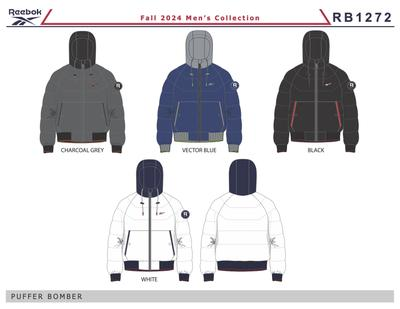 Reebok
Fall 2024 Men's Collection
RB1272
R
R
CHARCOAL GREY
VECTOR BLUE
BLACK
R
WHITE
PUFFER BOMBER